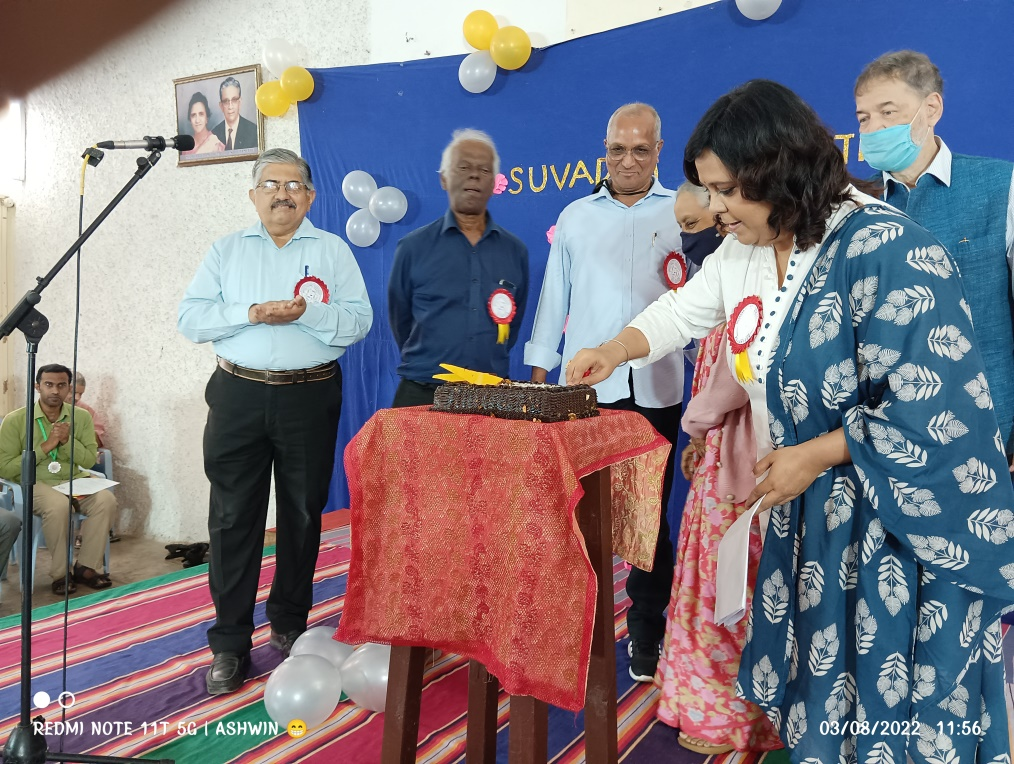 SUVAD
REDMI NOTE 11T 5G | ASHWIN 😁
03/08/2022 11:56